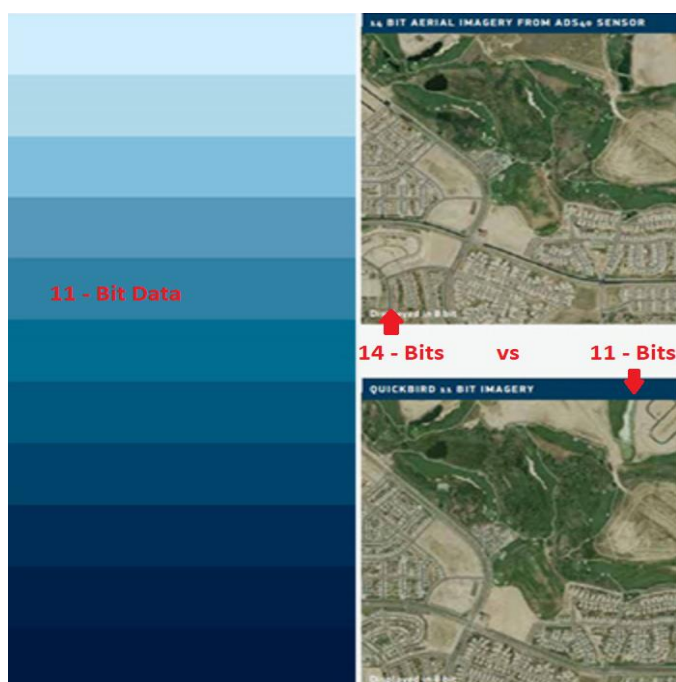 14 BIT AERIAL IMAGERY FROM ADS40 SENSOR
11 - Bit Data
Displayed in 8 bit
14 - Bits vs 11 - Bits
QUICKBIRD 11 BIT IMAGERY
Displayed in 8 bit